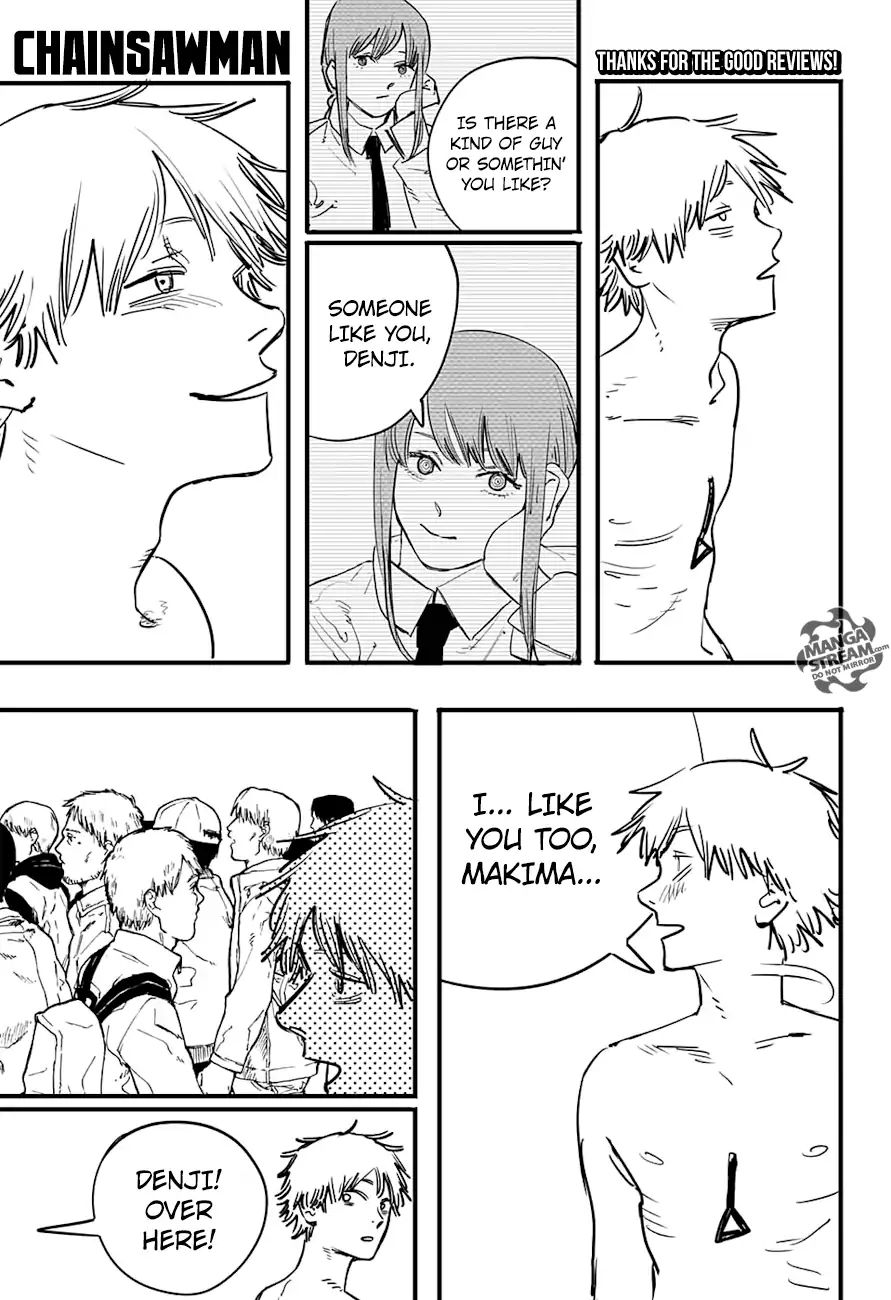 CHAINSAWMAN
THANKS FOR THE GOOD REVIEWS!
IS THERE A
KIND OF GUY
OR SOMETHIN'
YOU LIKE?
SOMEONE
LIKE YOU,
DENJI.
MANGA
STREAM.com
DO NOT MIRROR
I... LIKE
YOU TOO,
MAKIMA...
DENJI!
OVER
HERE!